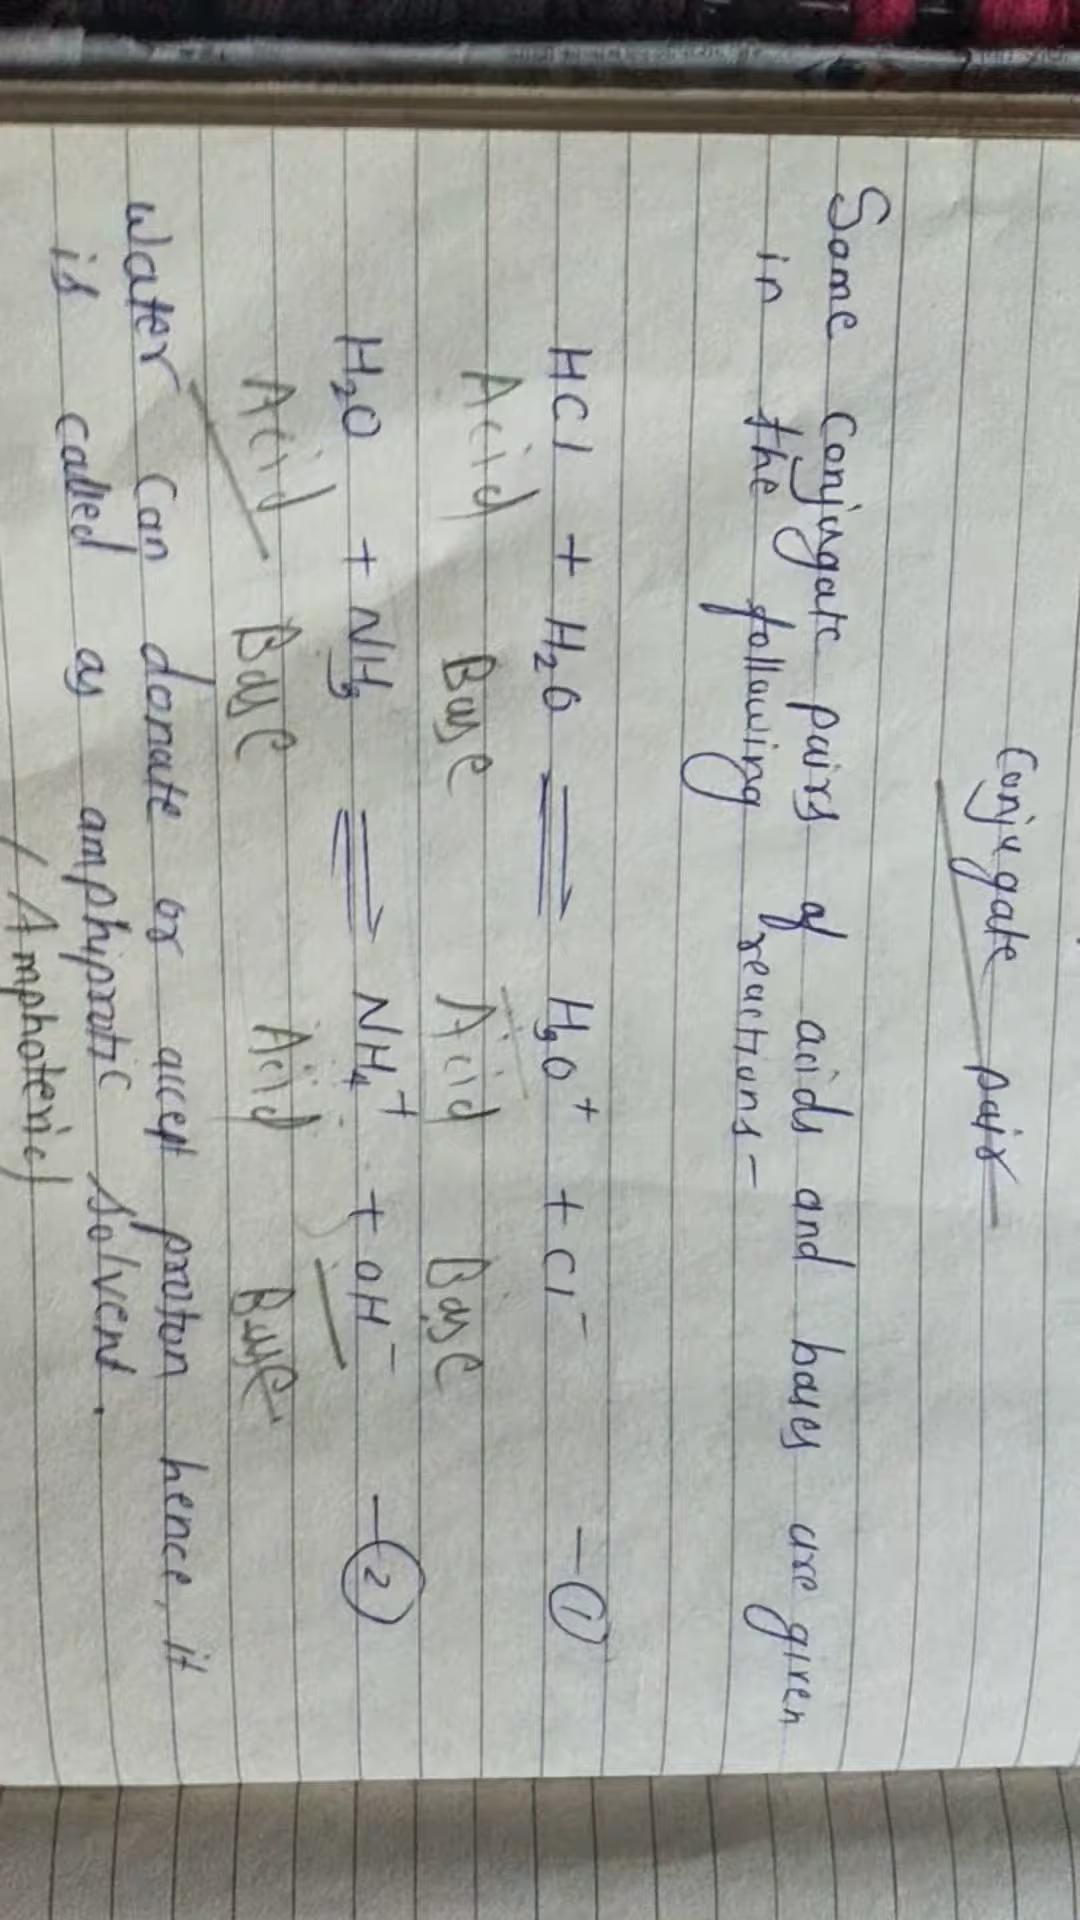 Conjugate pair
Some Conjugate pairs of acids and bases are given
in the following reactions-
HCl + H₂O ⇌ H₃O⁺ + Cl⁻ -①
Acid Base Acid Base
H₂O + NH₃ ⇌ NH₄⁺ + OH⁻ -②
Acid Base Acid Base
Water Can donate or accept proton hence, it
is called as amphiprotic solvent.
/Amphoteric/